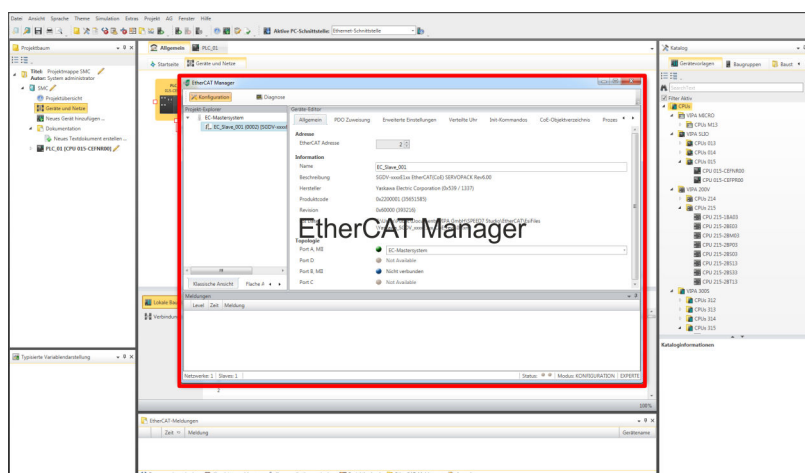 Datei Ansicht Sprache Theme Simulation Extras Projekt AG Fenster Hilfe
Aktive PC-Schnittstelle: Ethernet-Schnittstelle
Projektbaum
Allgemein PLC_01
Katalog
Startseite Geräte und Netze
Gerätevorlagen Baugruppen Baust
Titel: Projektmappe SMC
Autor: System administrator
SMC
Projektübersicht
Geräte und Netze
Neues Gerät hinzufügen ...
Dokumentation
Neues Textdokument erstellen ...
PLC_01 [CPU 015-CEFNR00]
EtherCAT Manager
Konfiguration Diagnose
Projekt-Explorer
EC-Mastersystem
EC_Slave_001 (0002) [SGDV-xxxxE
Geräte Editor
Allgemein PDO Zuweisung Erweiterte Einstellungen Verteilte Uhr Init-Kommandos CoE-Objektverzeichnis Prozes
Adresse
EtherCAT Adresse 2
Information
Name EC_Slave_001
Beschreibung SGDV-xxxxE1xx EtherCAT(CoE) SERVOPACK Rev6.00
Hersteller Yaskawa Electric Corporation (0x539 / 1337)
Produktcode 0x2200001 (35651585)
Revision 0x60000 (393216)
EtherCAT Manager
Topologie
Port A, MII EC-Mastersystem
Port D Not Available
Port B, MII Nicht verbunden
Port C Not Available
Klassische Ansicht Flache A
Meldungen:
Level Zeit Meldung
Netzwerke: 1 Slaves: 1
Status: Modus: KONFIGURATION EXPERTE
Filter Aktiv
CPUs
VIPA MICRO
CPUs M13
VIPA SLIO
CPUs 013
CPUs 014
CPUs 015
CPU 015-CEFNR00
CPU 015-CEFPR00
VIPA 200V
CPUs 214
CPUs 215
CPU 215-2BA03
CPU 215-2BE03
CPU 215-2BM03
CPU 215-2BP03
CPU 215-2BS03
CPU 215-2BS13
CPU 215-2BS33
CPU 215-2BT13
VIPA 300S
CPUs 312
CPUs 313
CPUs 314
CPUs 315
Kataloginformationen
Lokale Bau
Verbindun
Typisierte Variablendarstellung
2
100%
EtherCAT-Meldungen
Zeit Meldung Gerätename